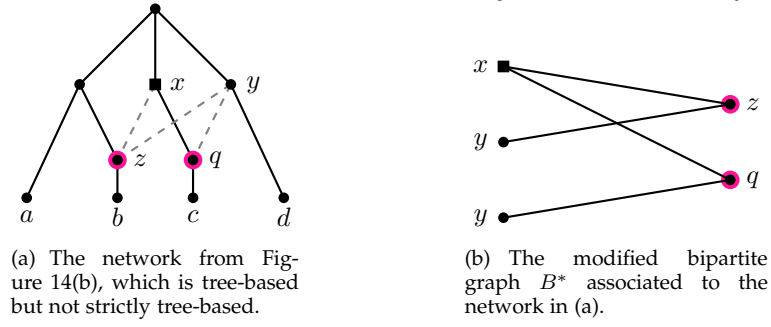 x
y
z
q
a
b
c
d
(a) The network from Fig-
ure 14(b), which is tree-based
but not strictly tree-based.
x
z
y
q
y
(b) The modified bipartite
graph B* associated to the
network in (a).